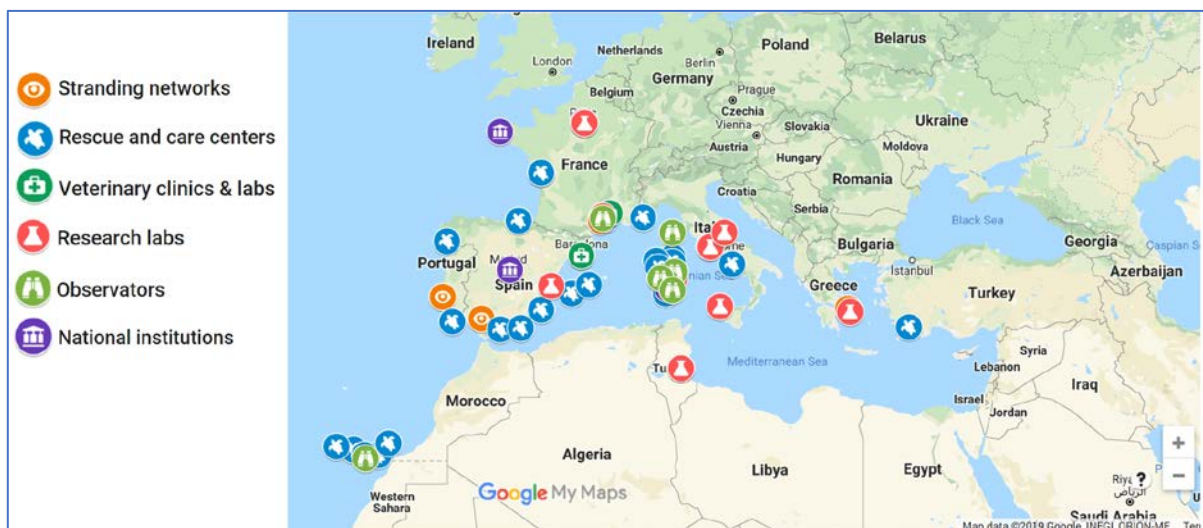 Stranding networks
Rescue and care centers
Veterinary clinics & labs
Research labs
Observators
National institutions
Ireland
London
Netherlands
Berlin
Poland
Belarus
Belgium
Germany
Prague
Czechia
Vienna
Slovakia
Ukraine
Austria
Hungary
Moldova
France
Romania
Croatia
Serbia
Bulgaria
Black Sea
Georgia
Caspian S
Azerbaijan
Istanbul
Portugal
Spain
Greece
Turkey
Mediterranean Sea
Syria
Lebanon
Iraq
Israel
Jordan
Morocco
Algeria
Libya
Egypt
Western
Sahara
Google My Maps
+
−
?
الرياض
Saudi Arabia
Map data ©2019 Google, INEGI, ORION-ME